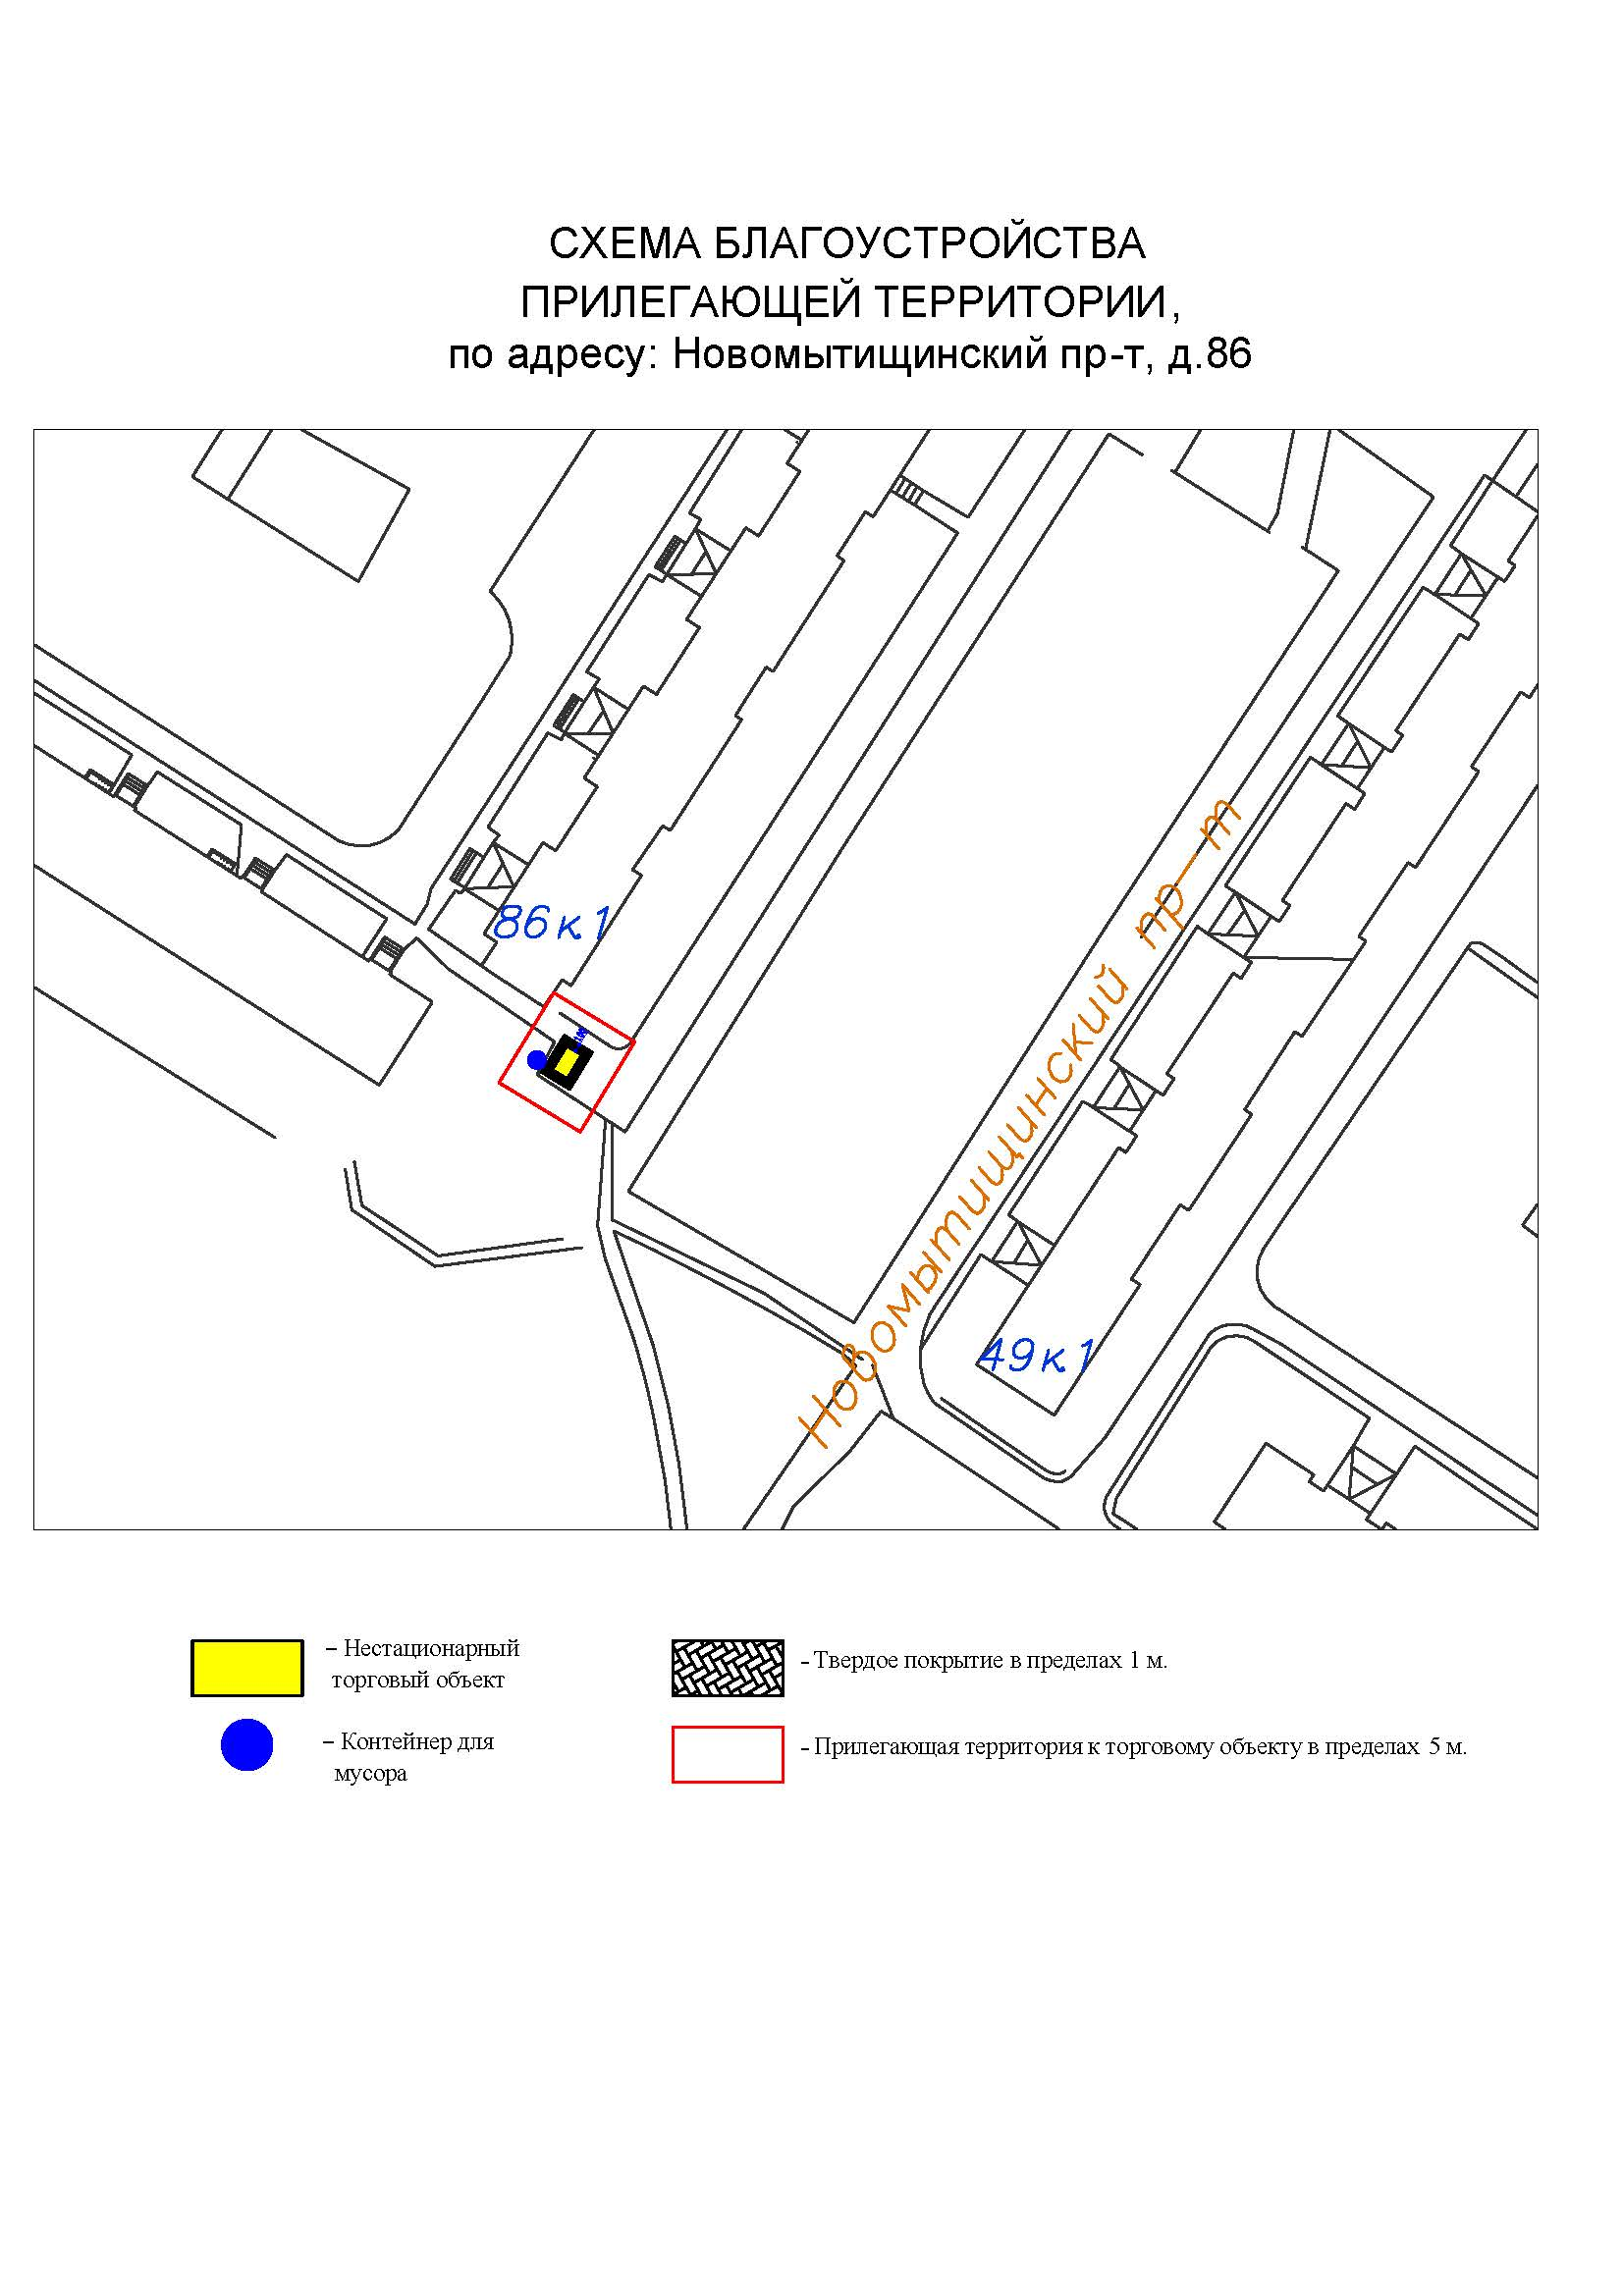 СХЕМА БЛАГОУСТРОЙСТВА
ПРИЛЕГАЮЩЕЙ ТЕРРИТОРИИ,
по адресу: Новомытищинский пр-т, д.86
86к1
Новомытищинский пр-т
49к1
– Нестационарный
торговый объект
– Твердое покрытие в пределах 1 м.
– Контейнер для
мусора
– Прилегающая территория к торговому объекту в пределах 5 м.